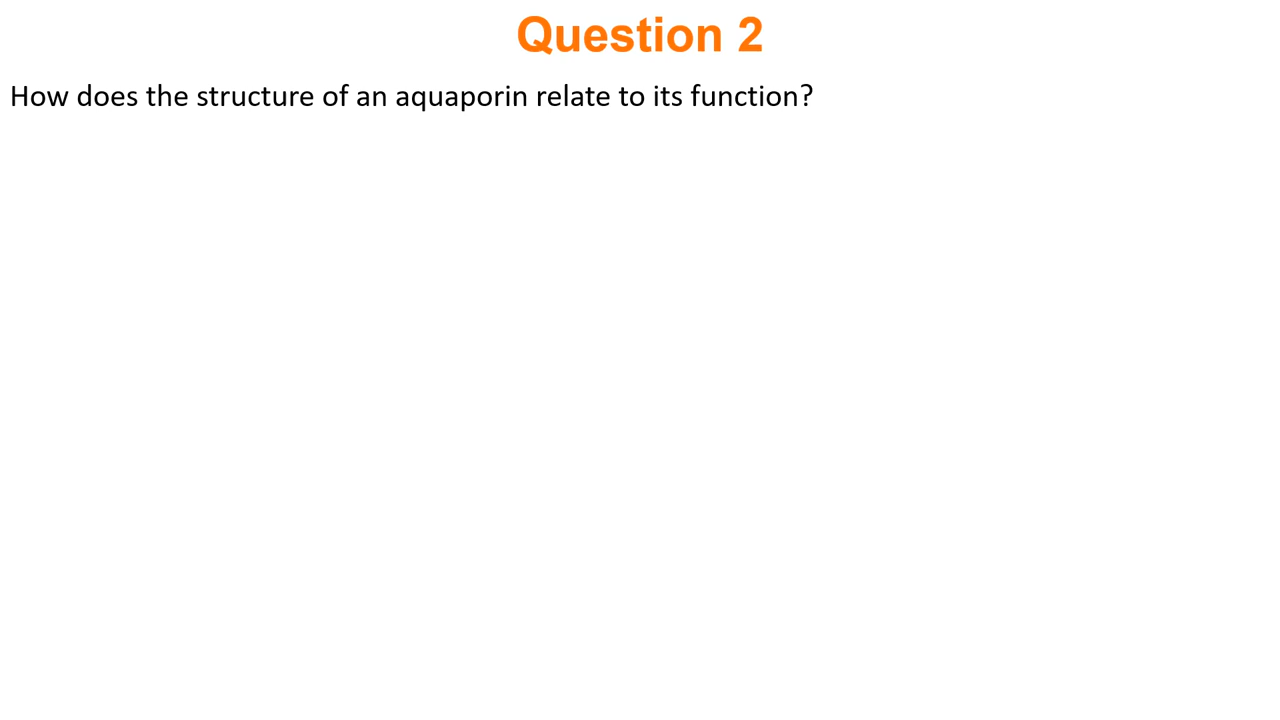 Question 2
How does the structure of an aquaporin relate to its function?